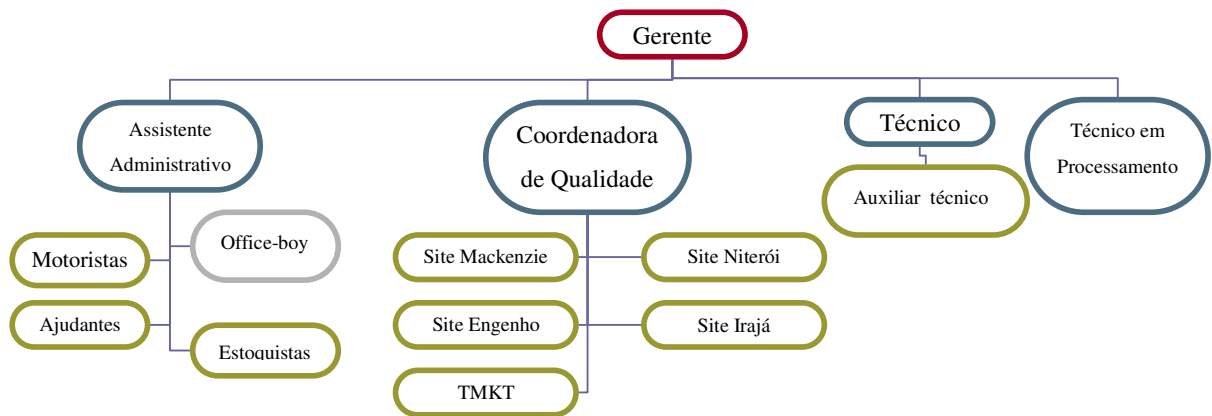 Gerente
Assistente
Administrativo
Coordenadora
de Qualidade
Técnico
Técnico em
Processamento
Auxiliar técnico
Office-boy
Motoristas
Ajudantes
Estoquistas
Site Mackenzie
Site Niterói
Site Engenho
Site Irajá
TMKT